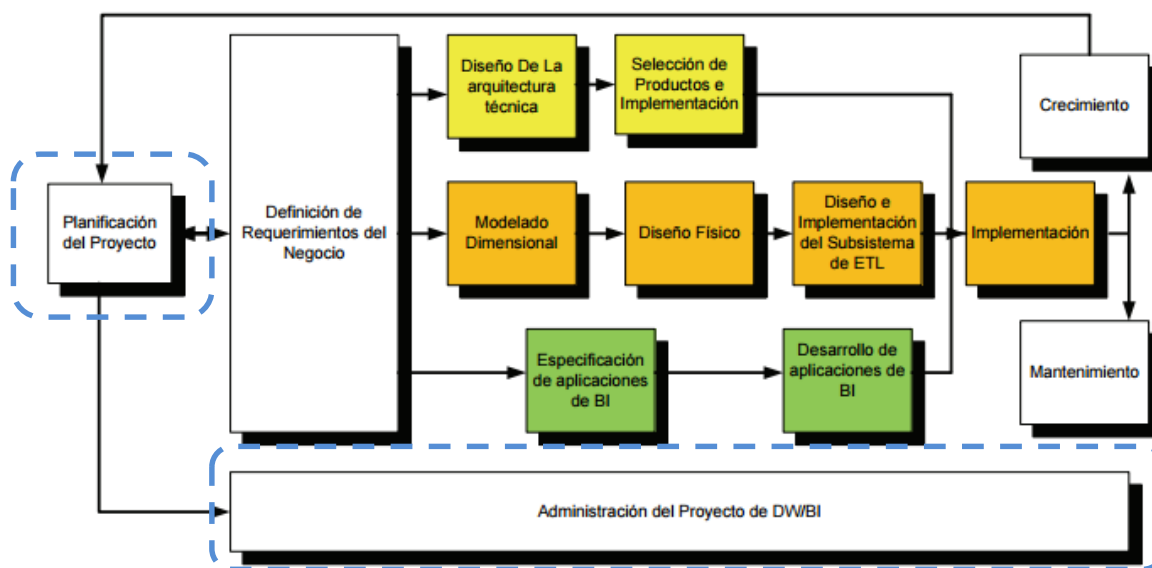 Diseño De La
arquitectura
técnica
Selección de
Productos e
Implementación
Crecimiento
Planificación
del Proyecto
Definición de
Requerimientos del
Negocio
Modelado
Dimensional
Diseño Físico
Diseño e
Implementación
del Subsistema
de ETL
Implementación
Especificación
de aplicaciones
de BI
Desarrollo de
aplicaciones de
BI
Mantenimiento
Administración del Proyecto de DW/BI